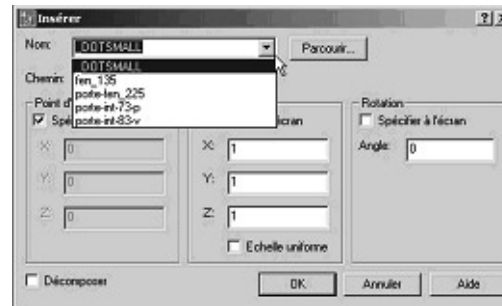 Insérer
Nom: _DOTSMALL Parcourir...
_DOTSMALL
Chemin: fen_135
porte-fen_225
porte-int-73-p
porte-int-83-v
Point d'
Spé
écran
Rotation
Spécifier à l'écran
X: 0
X: 1
Angle: 0
Y: 0
Y: 1
Z: 0
Z: 1
Echelle uniforme
Décomposer
OK Annuler Aide